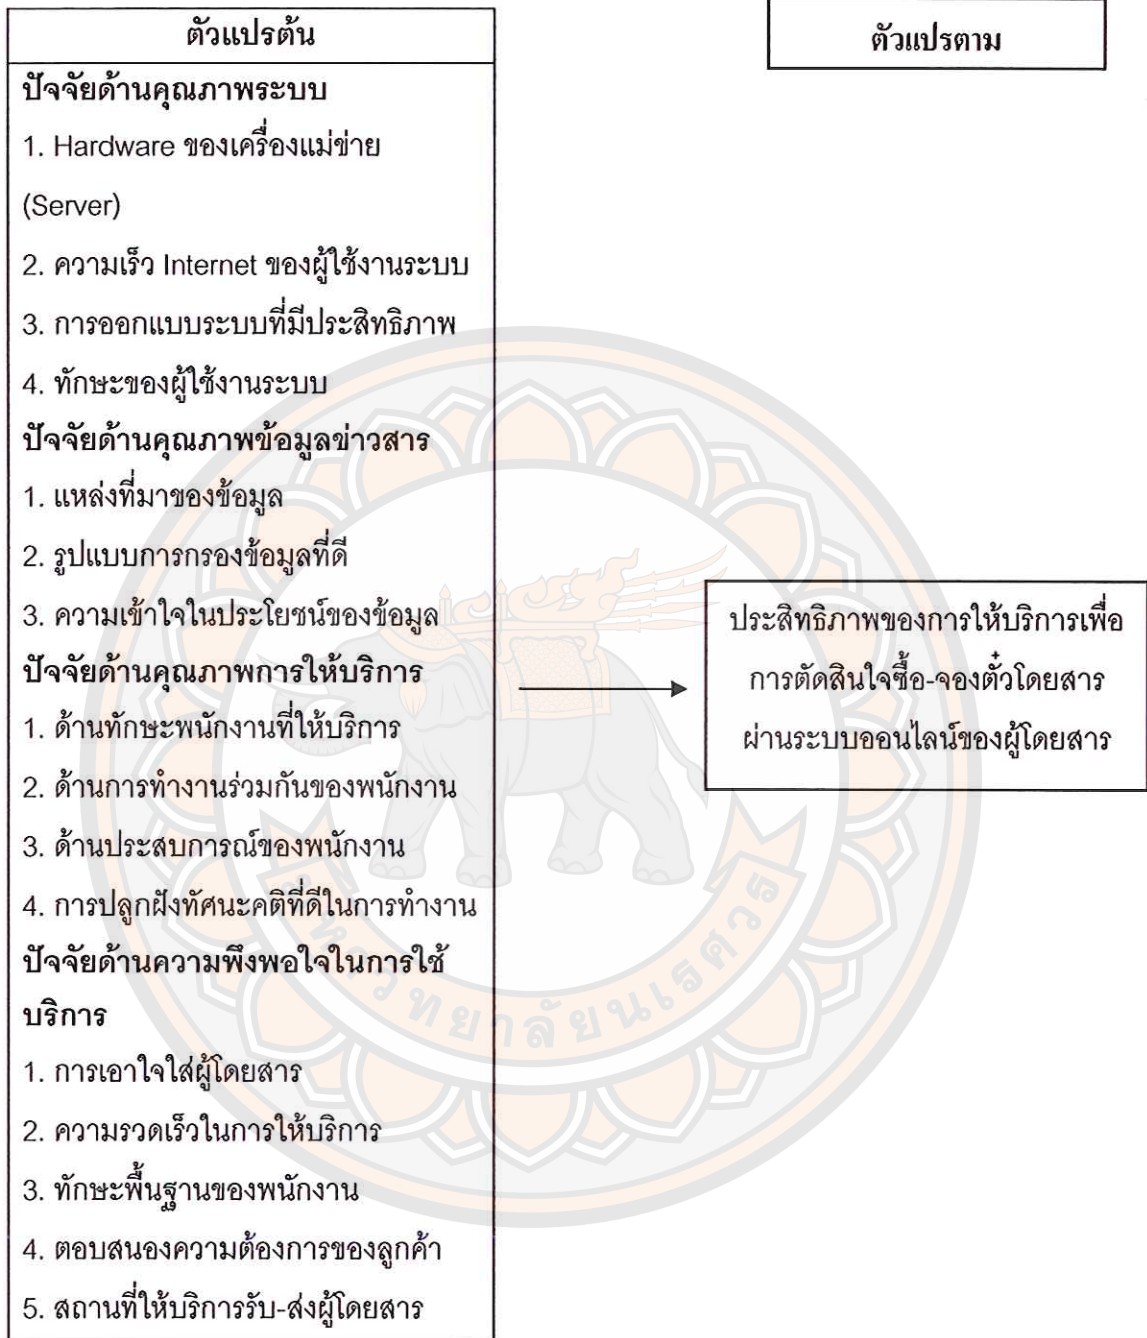 ตัวแปรต้น
ปัจจัยด้านคุณภาพระบบ
1. Hardware ของเครื่องแม่ข่าย
(Server)
2. ความเร็ว Internet ของผู้ใช้งานระบบ
3. การออกแบบระบบที่มีประสิทธิภาพ
4. ทักษะของผู้ใช้งานระบบ
ปัจจัยด้านคุณภาพข้อมูลข่าวสาร
1. แหล่งที่มาของข้อมูล
2. รูปแบบการกรองข้อมูลที่ดี
3. ความเข้าใจในประโยชน์ของข้อมูล
ปัจจัยด้านคุณภาพการให้บริการ
1. ด้านทักษะพนักงานที่ให้บริการ
2. ด้านการทำงานร่วมกันของพนักงาน
3. ด้านประสบการณ์ของพนักงาน
4. การปลูกฝังทัศนะคติที่ดีในการทำงาน
ปัจจัยด้านความพึงพอใจในการใช้
บริการ
1. การเอาใจใส่ผู้โดยสาร
2. ความรวดเร็วในการให้บริการ
3. ทักษะพื้นฐานของพนักงาน
4. ตอบสนองความต้องการของลูกค้า
5. สถานที่ให้บริการรับ-ส่งผู้โดยสาร
ตัวแปรตาม
ประสิทธิภาพของการให้บริการเพื่อ
การตัดสินใจซื้อ-จองตั๋วโดยสาร
ผ่านระบบออนไลน์ของผู้โดยสาร
มหาวิทยาลัยนเรศวร